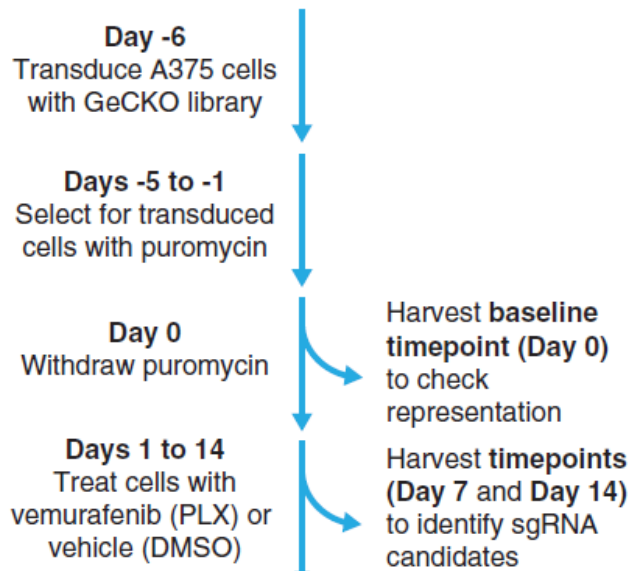 Day -6
Transduce A375 cells
with GeCKO library
Days -5 to -1
Select for transduced
cells with puromycin
Day 0
Withdraw puromycin
Harvest baseline
timepoint (Day 0)
to check
representation
Days 1 to 14
Treat cells with
vemurafenib (PLX) or
vehicle (DMSO)
Harvest timepoints
(Day 7 and Day 14)
to identify sgRNA
candidates